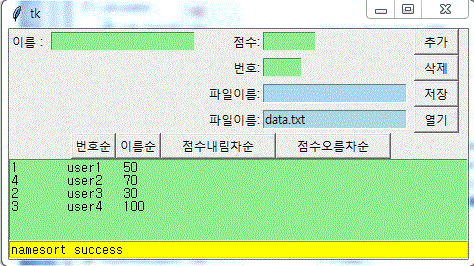 tk
이름 : 점수: 추가
번호: 삭제
파일이름: 저장
파일이름: data.txt 열기
번호순 이름순 점수내림차순 점수오름차순
1 user1 50
4 user2 70
2 user3 30
3 user4 100
namesort success